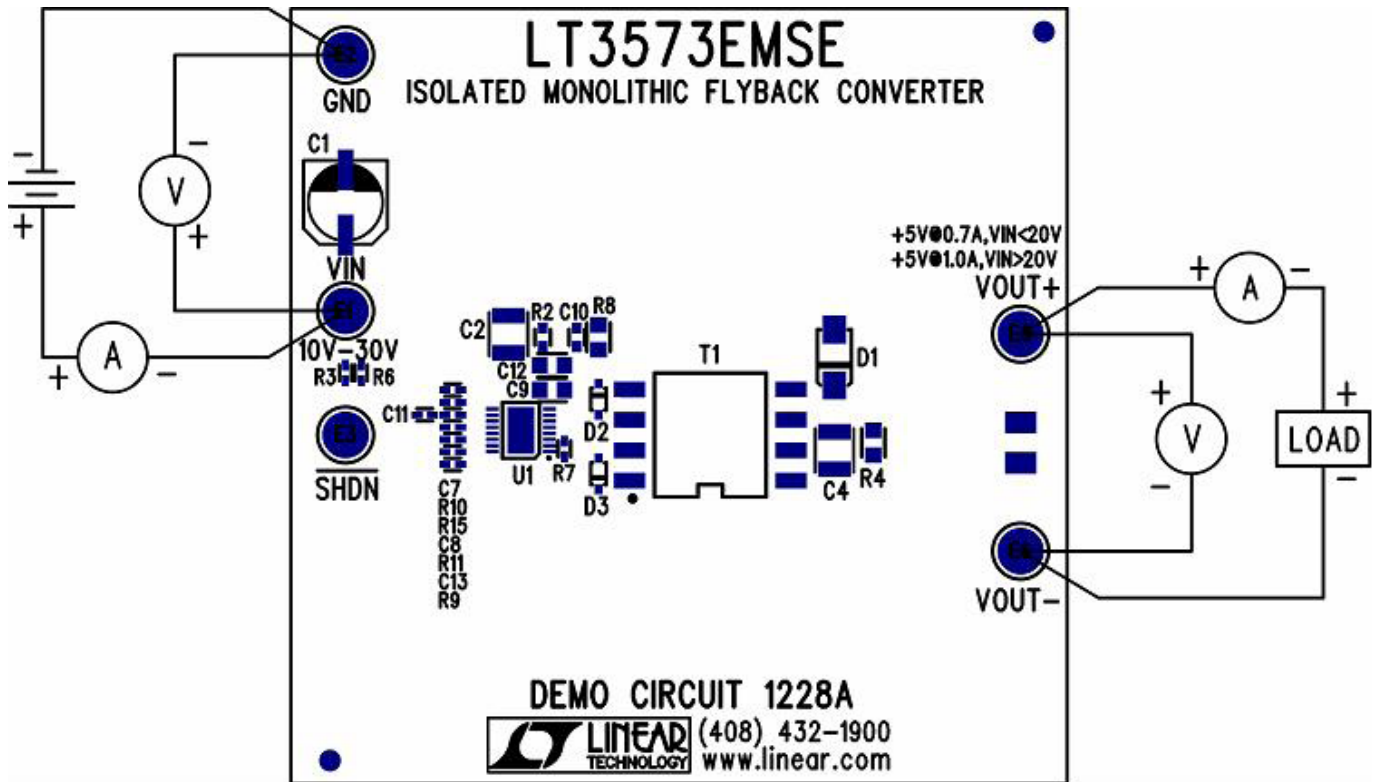 LT3573EMSE
ISOLATED MONOLITHIC FLYBACK CONVERTER
E2
GND
-
V
+
-
+
A
+
-
C1
VIN
E1
10V-30V
R3
R6
E3
SHDN
C11
C2
R2
C10
R8
C12
C9
U1
R7
D2
D3
C7
R10
R15
C8
R11
C13
R9
T1
D1
C4
R4
+5V@0.7A,VIN<20V
+5V@1.0A,VIN>20V
VOUT+
VOUT-
+
A
-
+
V
-
+
LOAD
-
DEMO CIRCUIT 1228A
LINEAR
TECHNOLOGY
(408) 432-1900
www.linear.com